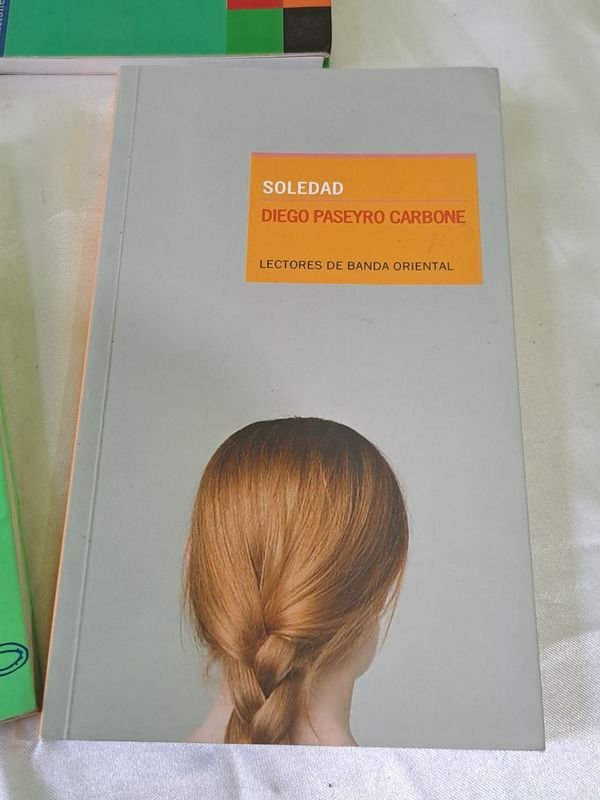 SOLEDAD
DIEGO PASEYRO CARBONE
LECTORES DE BANDA ORIENTAL